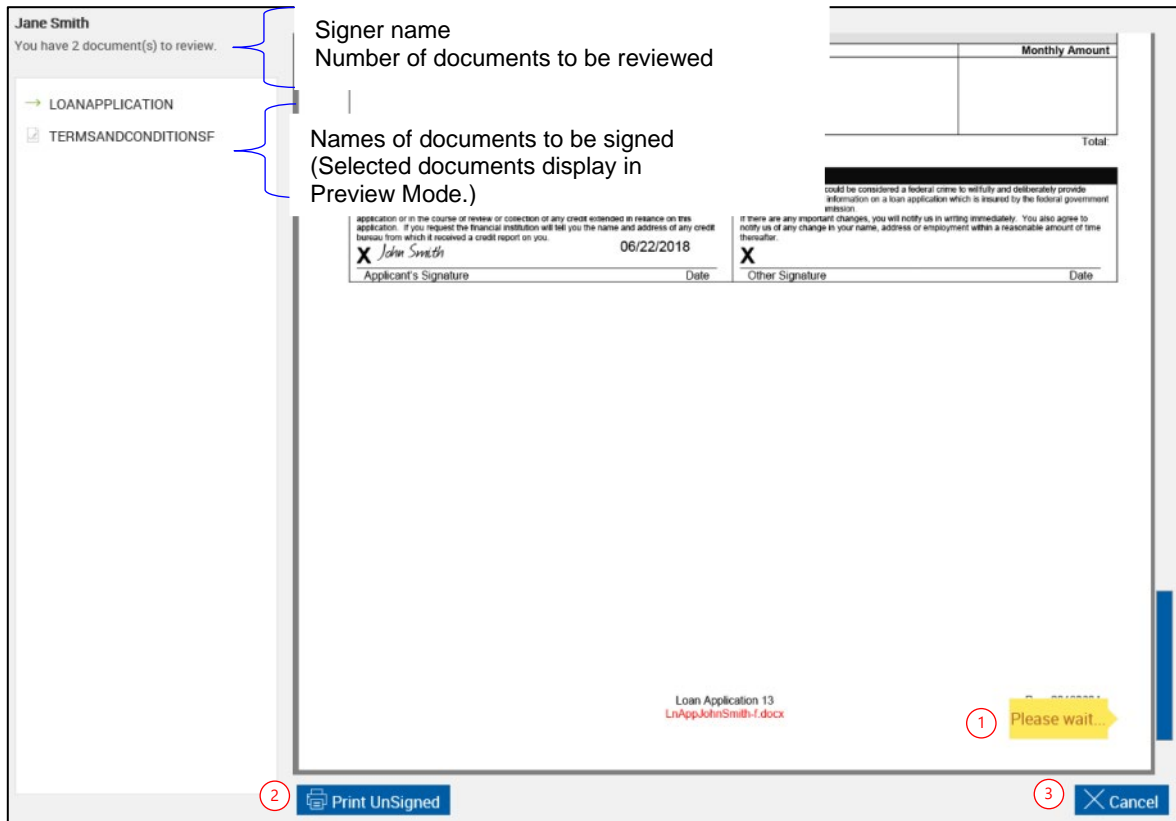 Jane Smith
You have 2 document(s) to review.
Signer name
Number of documents to be reviewed
Monthly Amount
→ LOANAPPLICATION
TERMSANDCONDITIONSF
Names of documents to be signed
(Selected documents display in
Preview Mode.)
Total:
could be considered a federal crime to willfully and deliberately provide
information on a loan application which is insured by the federal government
application or in the course of review or collection of any credit extended in reliance on this
application. If you request the financial institution will tell you the name and address of any credit
bureau from which it received a credit report on you.
If there are any important changes, you will notify us in writing immediately. You also agree to
notify us of any change in your name, address or employment within a reasonable amount of time
thereafter.
X John Smith 06/22/2018
X
Applicant's Signature Date
Other Signature Date
Loan Application 13
LnAppJohnSmith-f.docx
1 Please wait...
2 Print UnSigned
3 Cancel